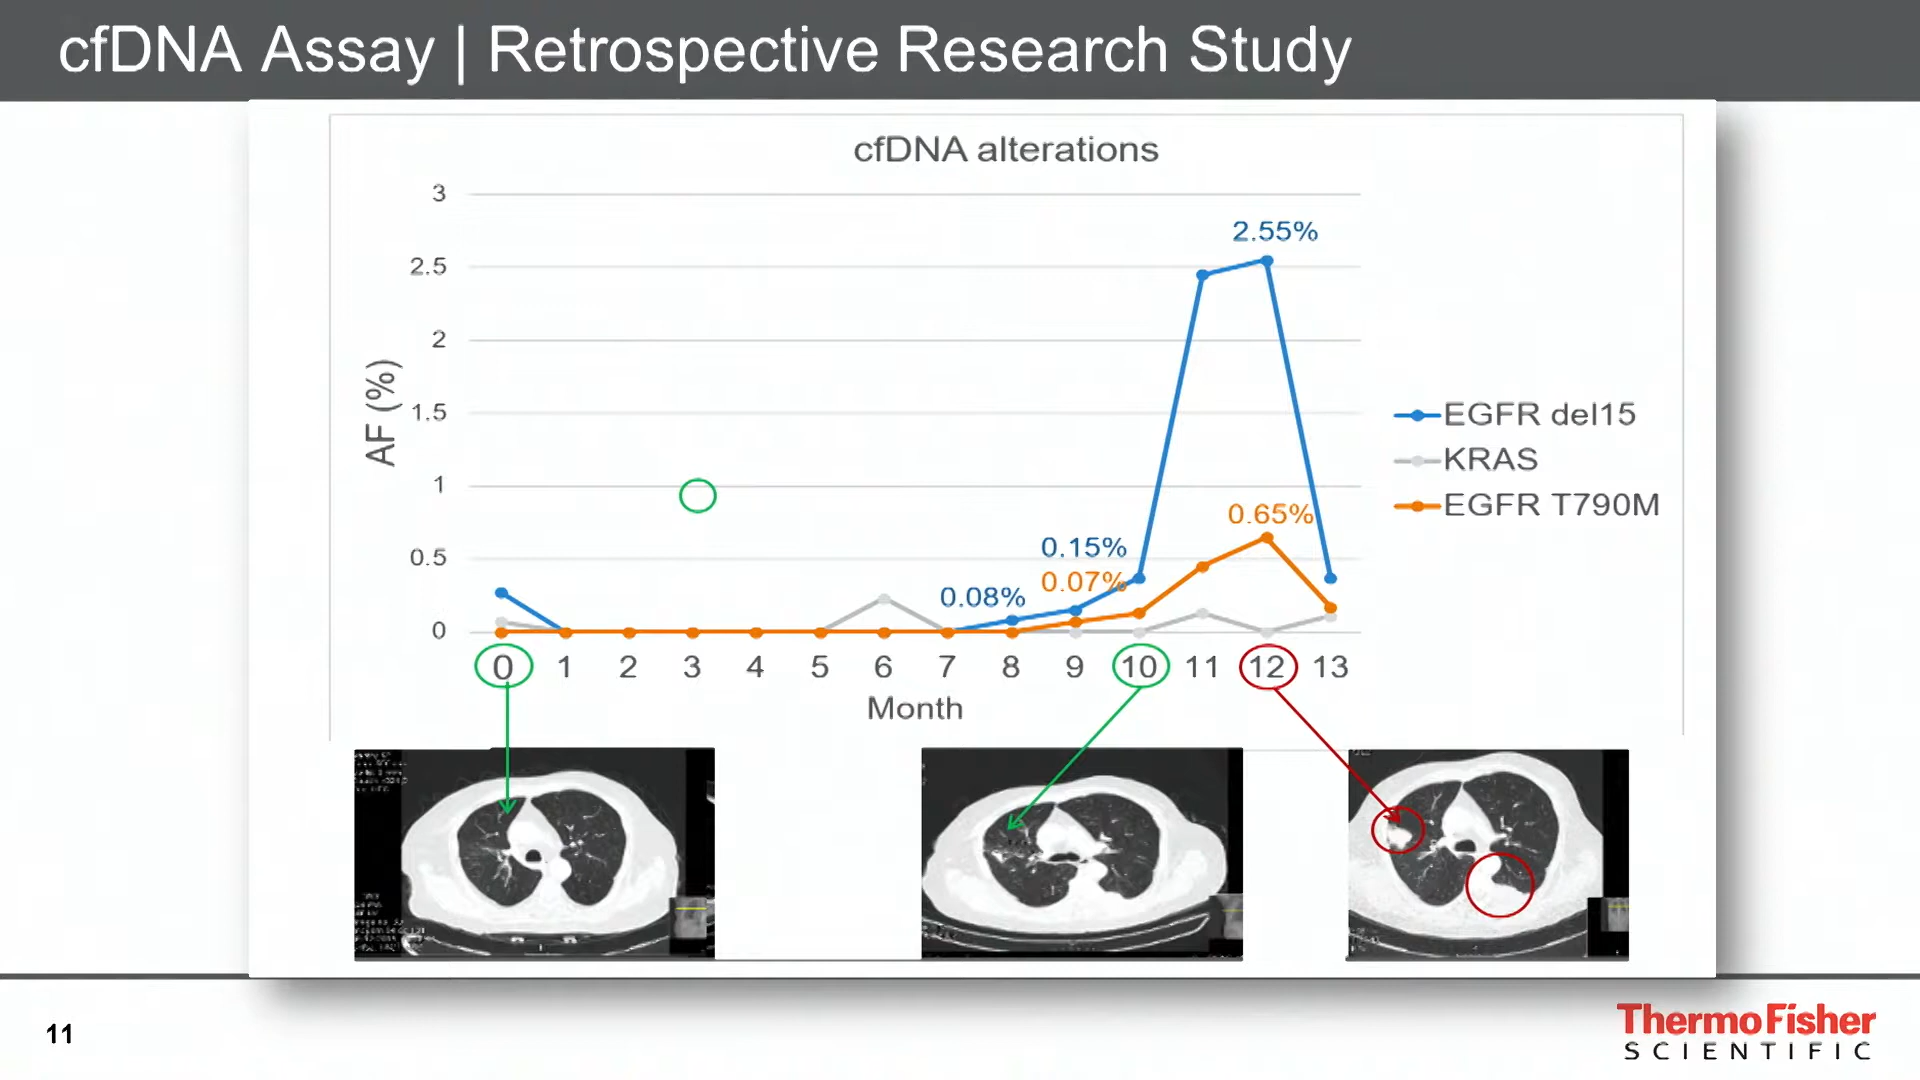 cfDNA Assay | Retrospective Research Study
cfDNA alterations
3
2.5
2
1.5
1
0.5
0
AF (%)
2.55%
0.65%
0.15%
0.07%
0.08%
EGFR del15
KRAS
EGFR T790M
0 1 2 3 4 5 6 7 8 9 10 11 12 13
Month
11
ThermoFisher
SCIENTIFIC